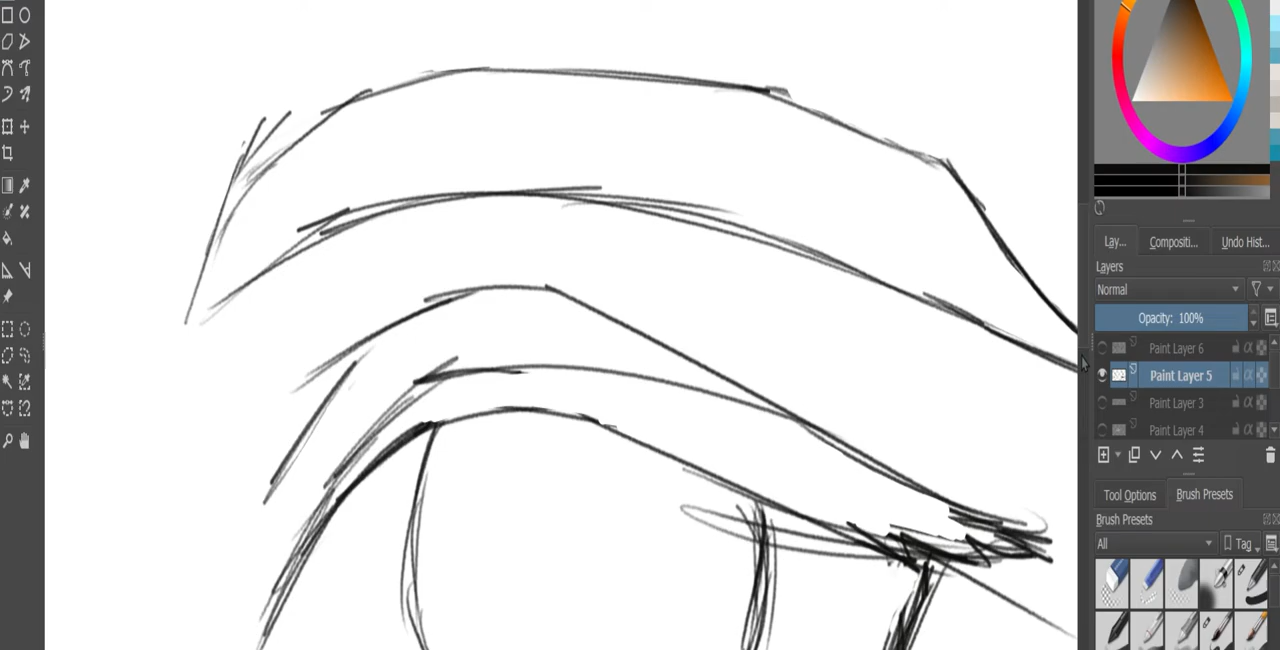 Lay...
Compositi...
Undo Hist...
Layers
Normal
Opacity: 100%
Paint Layer 6
Paint Layer 5
Paint Layer 3
Paint Layer 4
Tool Options
Brush Presets
Brush Presets
All
Tag